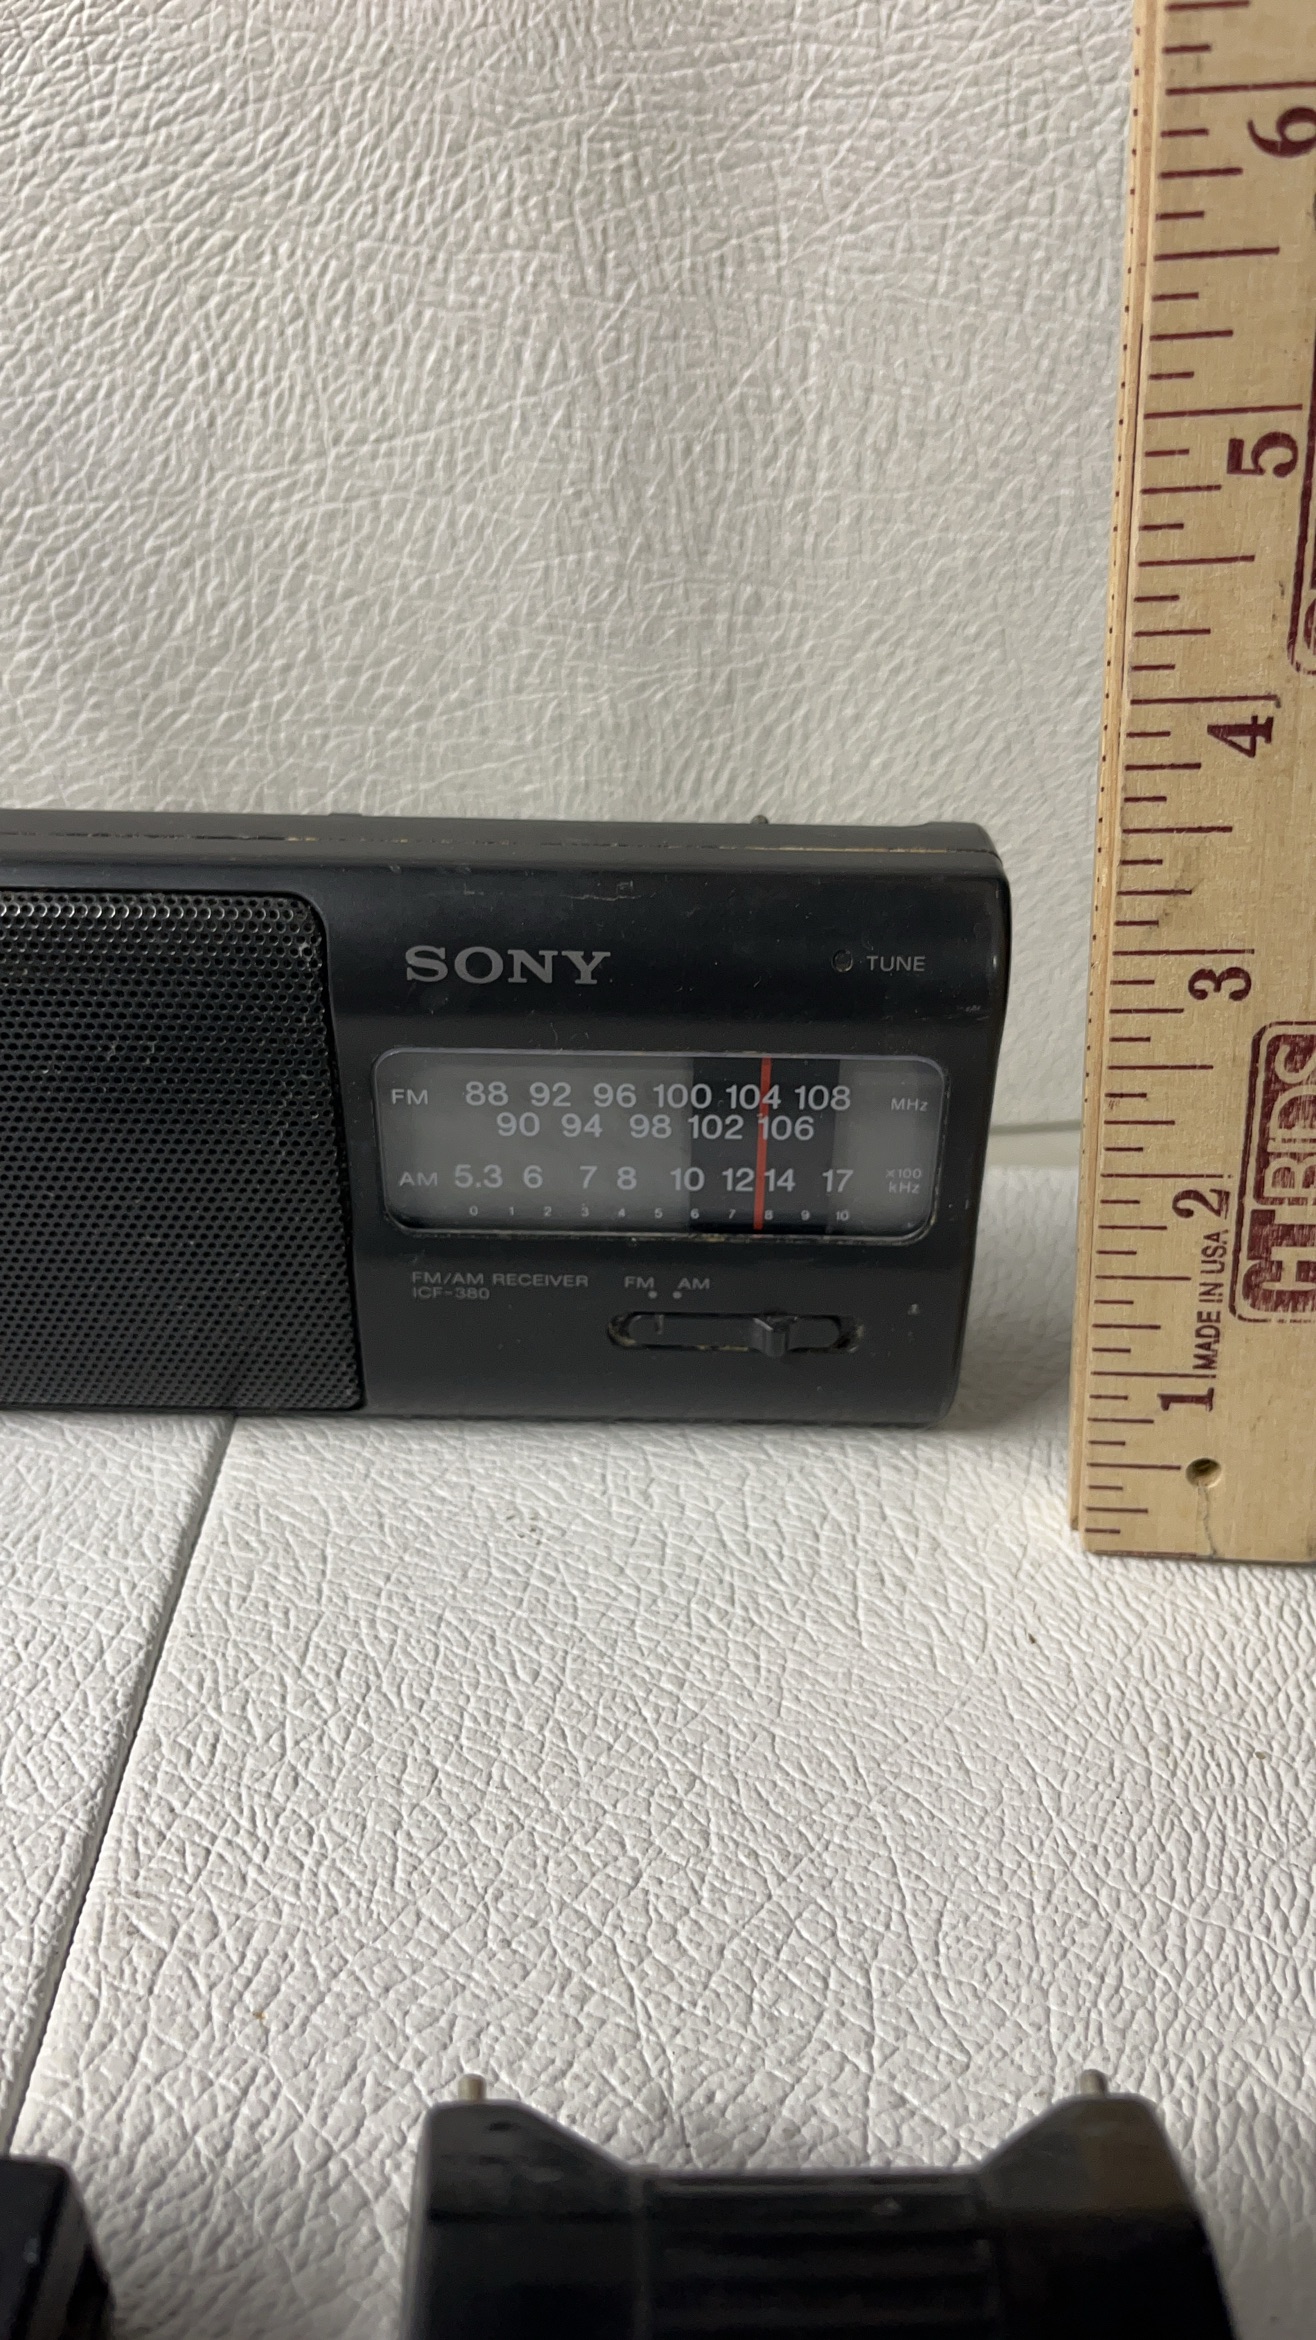 SONY
TUNE
FM 88 92 96 100 104 108 MHz
90 94 98 102 106
AM 5.3 6 7 8 10 12 14 17 x100 kHz
0 1 2 3 4 5 6 7 8 9 10
FM/AM RECEIVER
ICF-380
FM AM
6
5
4
3
2
1
MADE IN USA